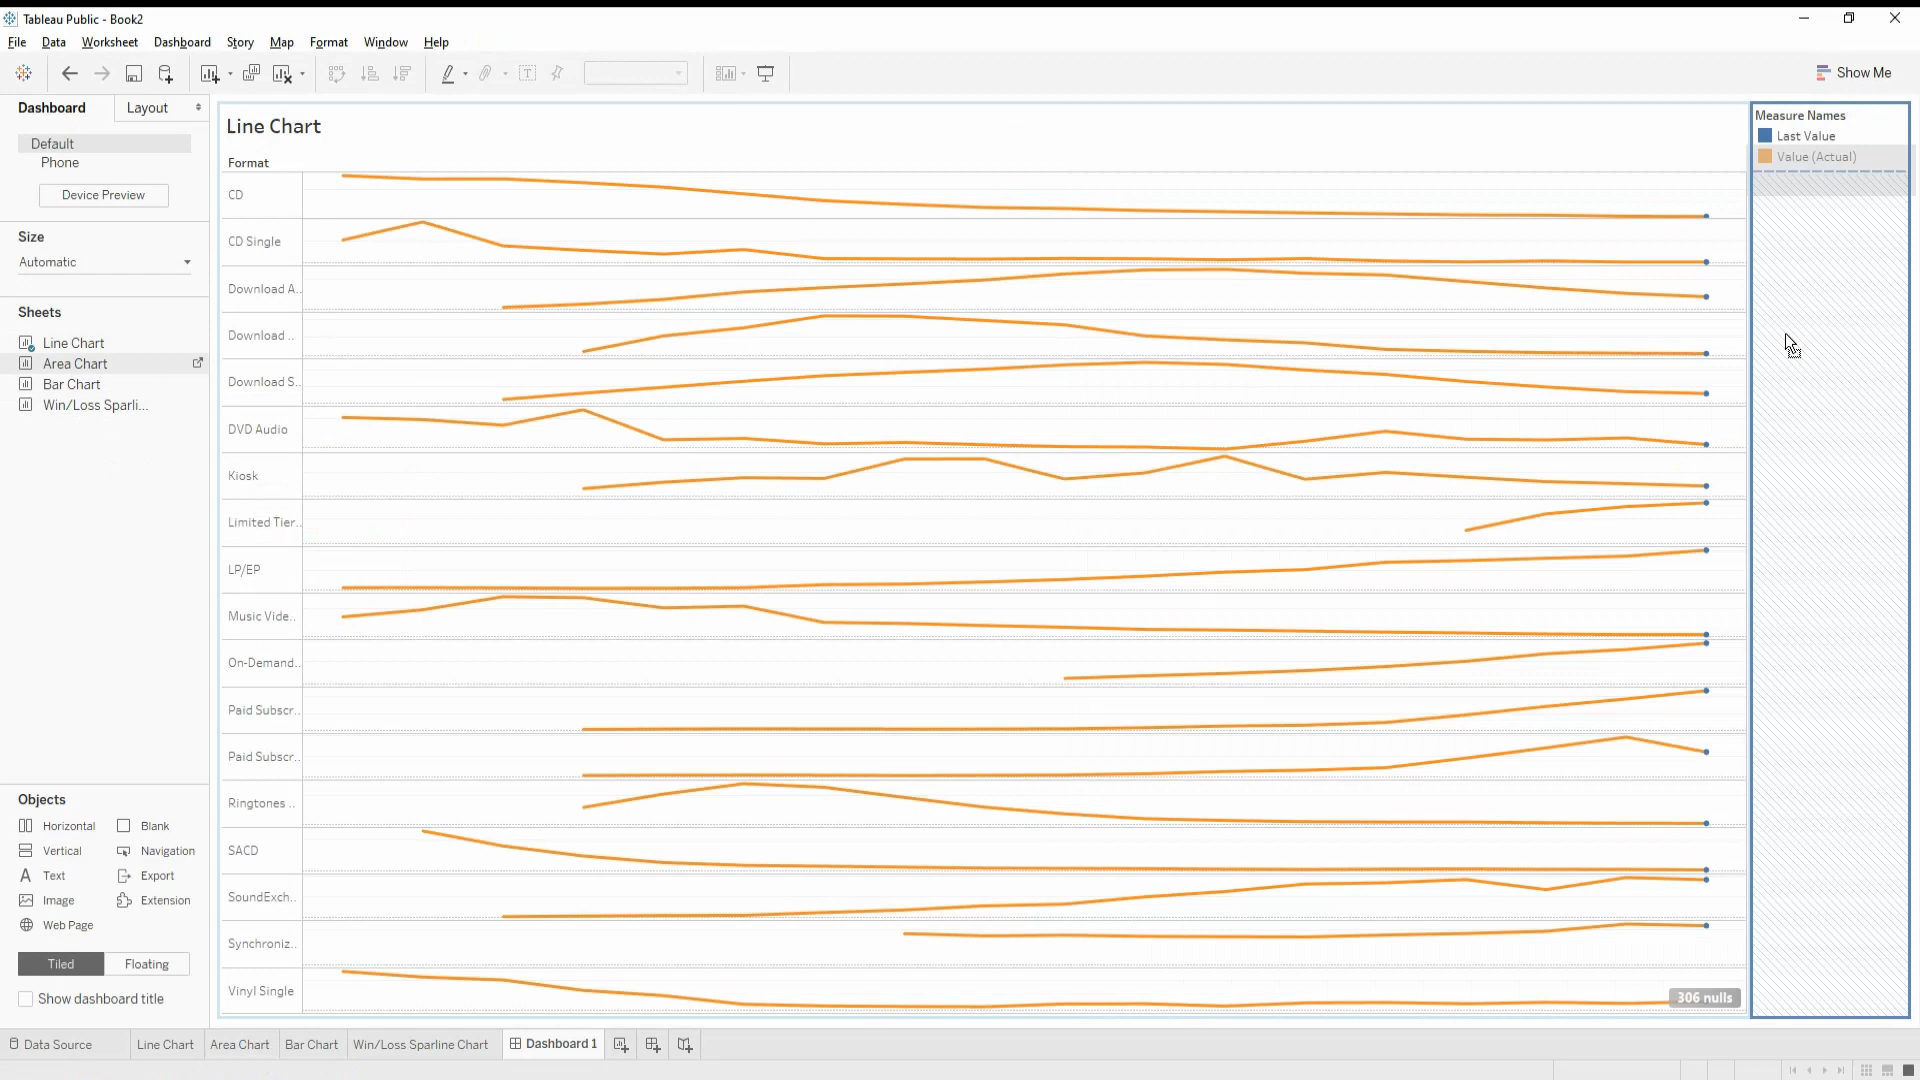 Tableau Public - Book2
File Data Worksheet Dashboard Story Map Format Window Help
Show Me
Dashboard Layout
Default
Phone
Device Preview
Size
Automatic
Sheets
Line Chart
Area Chart
Bar Chart
Win/Loss Sparli...
Objects
Horizontal Blank
Vertical Navigation
Text Export
Image Extension
Web Page
Tiled Floating
Show dashboard title
Line Chart
Format
CD
CD Single
Download A..
Download ..
Download S..
DVD Audio
Kiosk
Limited Tier..
LP/EP
Music Vide..
On-Demand..
Paid Subscr..
Paid Subscr..
Ringtones ..
SACD
SoundExch..
Synchroniz..
Vinyl Single
306 nulls
Measure Names
Last Value
Value (Actual)
Data Source Line Chart Area Chart Bar Chart Win/Loss Sparline Chart Dashboard 1